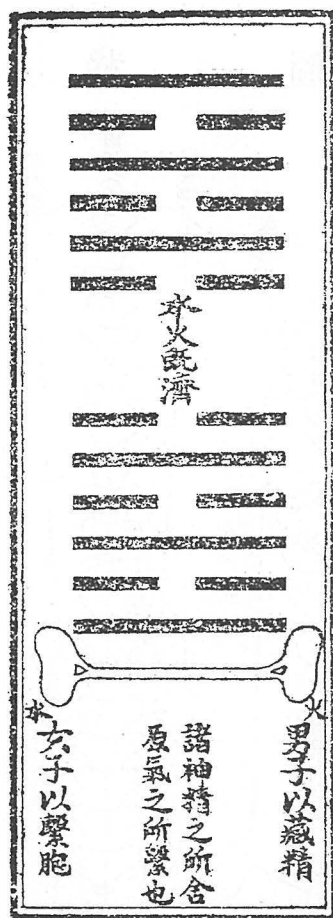 水火既濟
火
男子以藏精
諸神精之所舍
原氣之所繫也
水
女子以繫胞